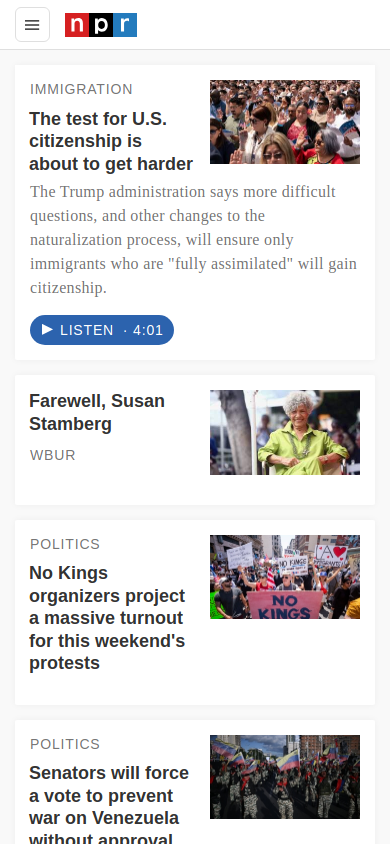 npr
IMMIGRATION
The test for U.S.
citizenship is
about to get harder
The Trump administration says more difficult
questions, and other changes to the
naturalization process, will ensure only
immigrants who are "fully assimilated" will gain
citizenship.
LISTEN · 4:01
Farewell, Susan
Stamberg
WBUR
POLITICS
No Kings
organizers project
a massive turnout
for this weekend's
protests
NO KINGS
A
NO
KINGS
POLITICS
Senators will force
a vote to prevent
war on Venezuela
without approval